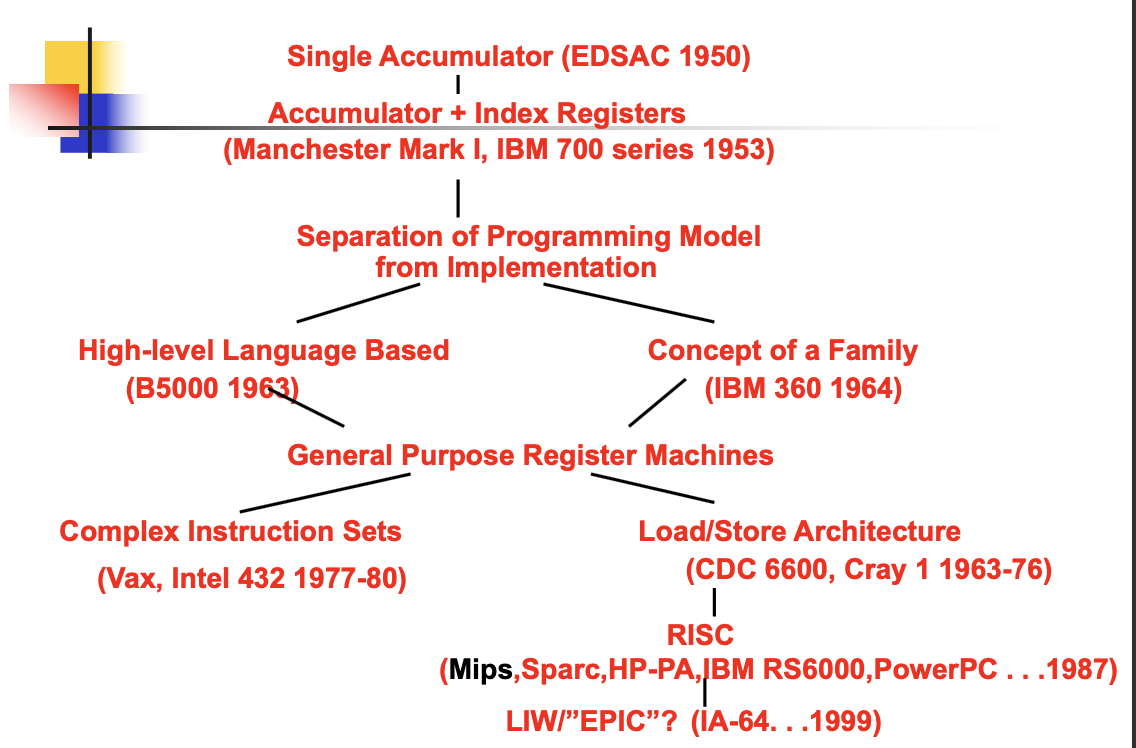 Single Accumulator (EDSAC 1950)
Accumulator + Index Registers
(Manchester Mark I, IBM 700 series 1953)
Separation of Programming Model
from Implementation
High-level Language Based
(B5000 1963)
Concept of a Family
(IBM 360 1964)
General Purpose Register Machines
Complex Instruction Sets
(Vax, Intel 432 1977-80)
Load/Store Architecture
(CDC 6600, Cray 1 1963-76)
RISC
(Mips,Sparc,HP-PA,IBM RS6000,PowerPC . . .1987)
LIW/”EPIC”? (IA-64. . .1999)